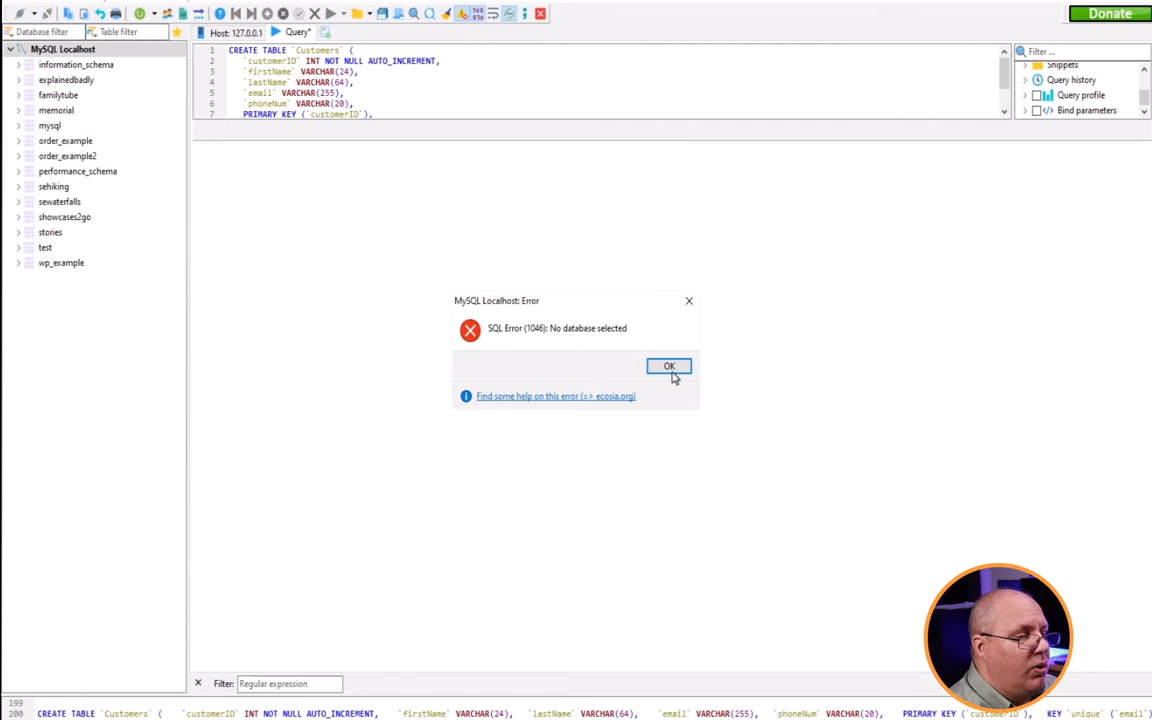 Donate
Database filter
Table filter
Host: 127.0.0.1
Query*
MySQL Localhost
information_schema
explainedbadly
familytube
memorial
mysql
order_example
order_example2
performance_schema
sehiking
sewaterfalls
showcases2go
stories
test
wp_example
1 CREATE TABLE `Customers` (
2 `customerID` INT NOT NULL AUTO_INCREMENT,
3 `firstName` VARCHAR(24),
4 `lastName` VARCHAR(64),
5 `email` VARCHAR(255),
6 `phoneNum` VARCHAR(20),
7 PRIMARY KEY (`customerID`),
Filter ...
Snippets
Query history
Query profile
Bind parameters
MySQL Localhost: Error
SQL Error (1046): No database selected
OK
Find some help on this error (=> ecosia.org)
Filter: Regular expression
199
200 CREATE TABLE `Customers` ( `customerID` INT NOT NULL AUTO_INCREMENT, `firstName` VARCHAR(24), `lastName` VARCHAR(64), `email` VARCHAR(255), `phoneNum` VARCHAR(20), PRIMARY KEY (`customerID`), KEY `unique` (`email`)